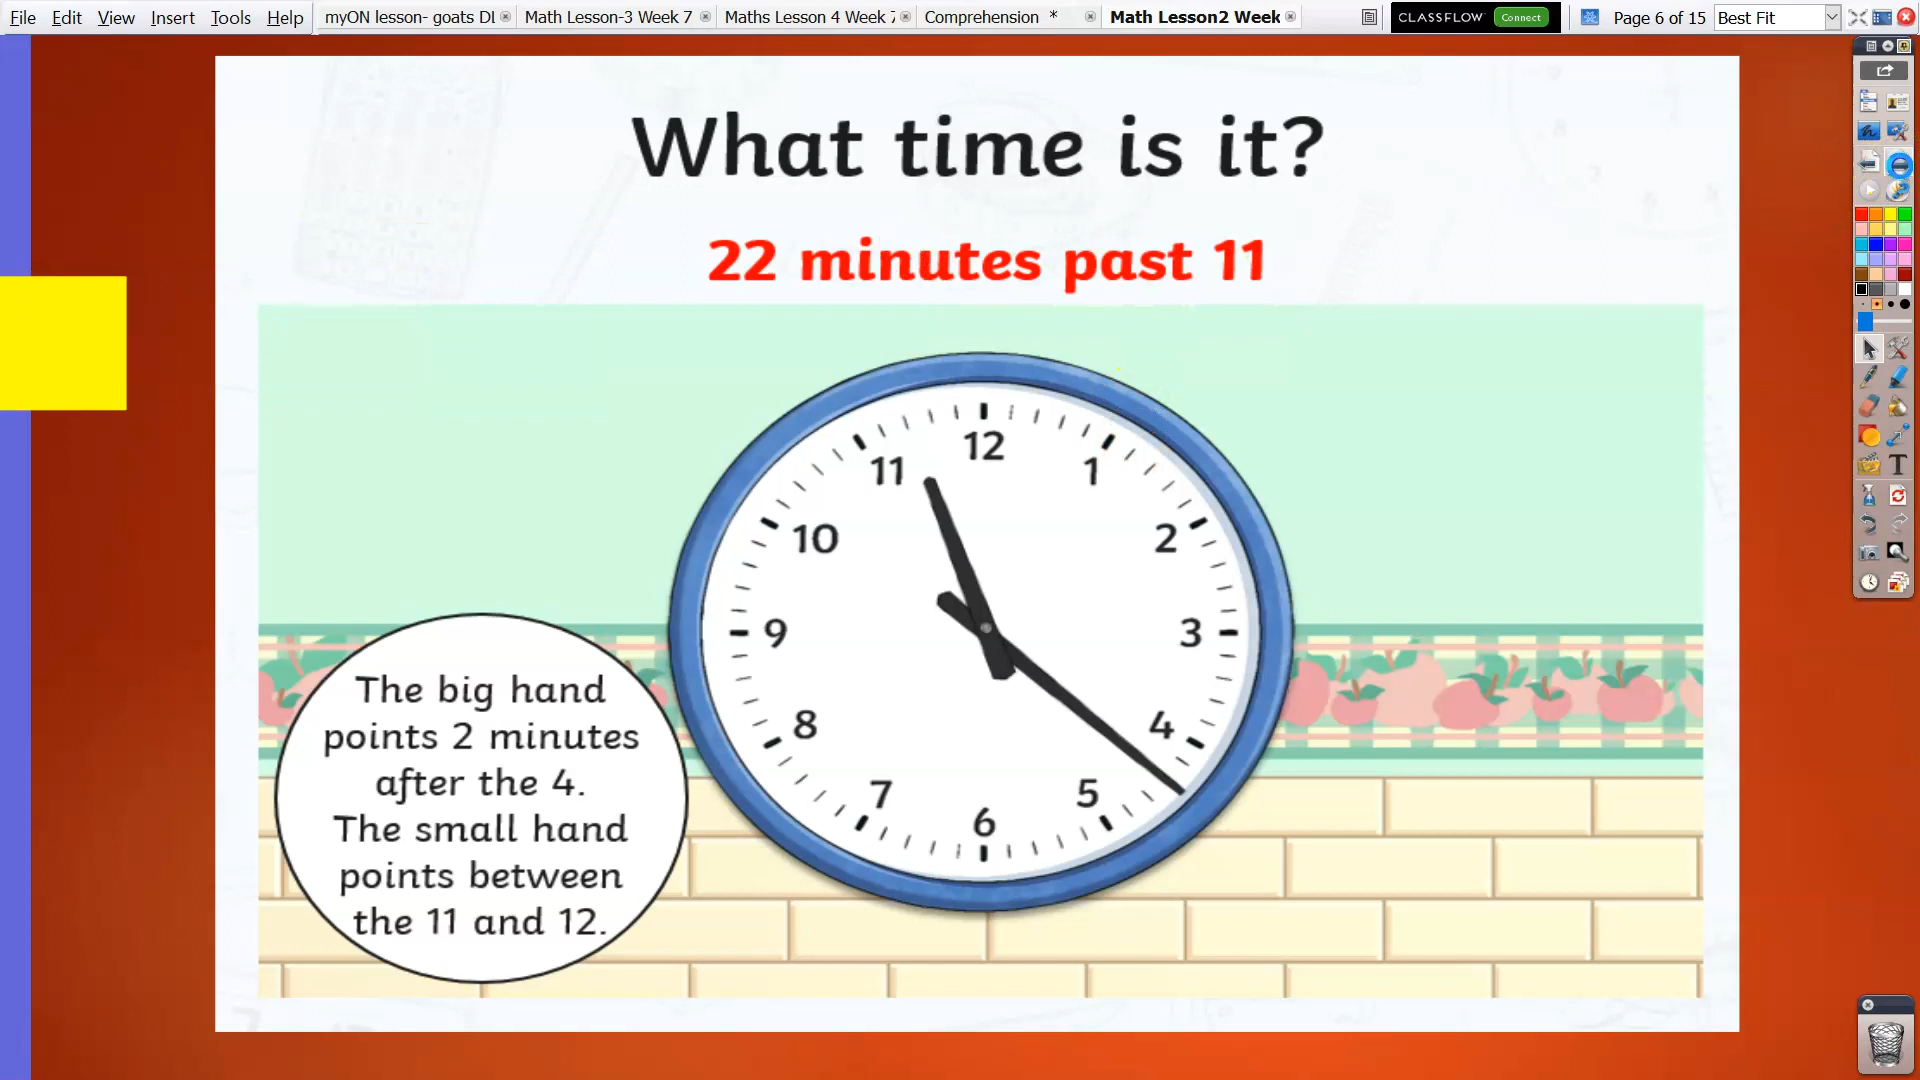 File Edit View Insert Tools Help
myON lesson- goats DL
Math Lesson-3 Week 7
Maths Lesson 4 Week 7
Comprehension *
Math Lesson2 Week
CLASSFLOW Connect
Page 6 of 15
Best Fit
What time is it?
22 minutes past 11
12
11
1
10
2
9
3
8
4
7
5
6
The big hand
points 2 minutes
after the 4.
The small hand
points between
the 11 and 12.
T